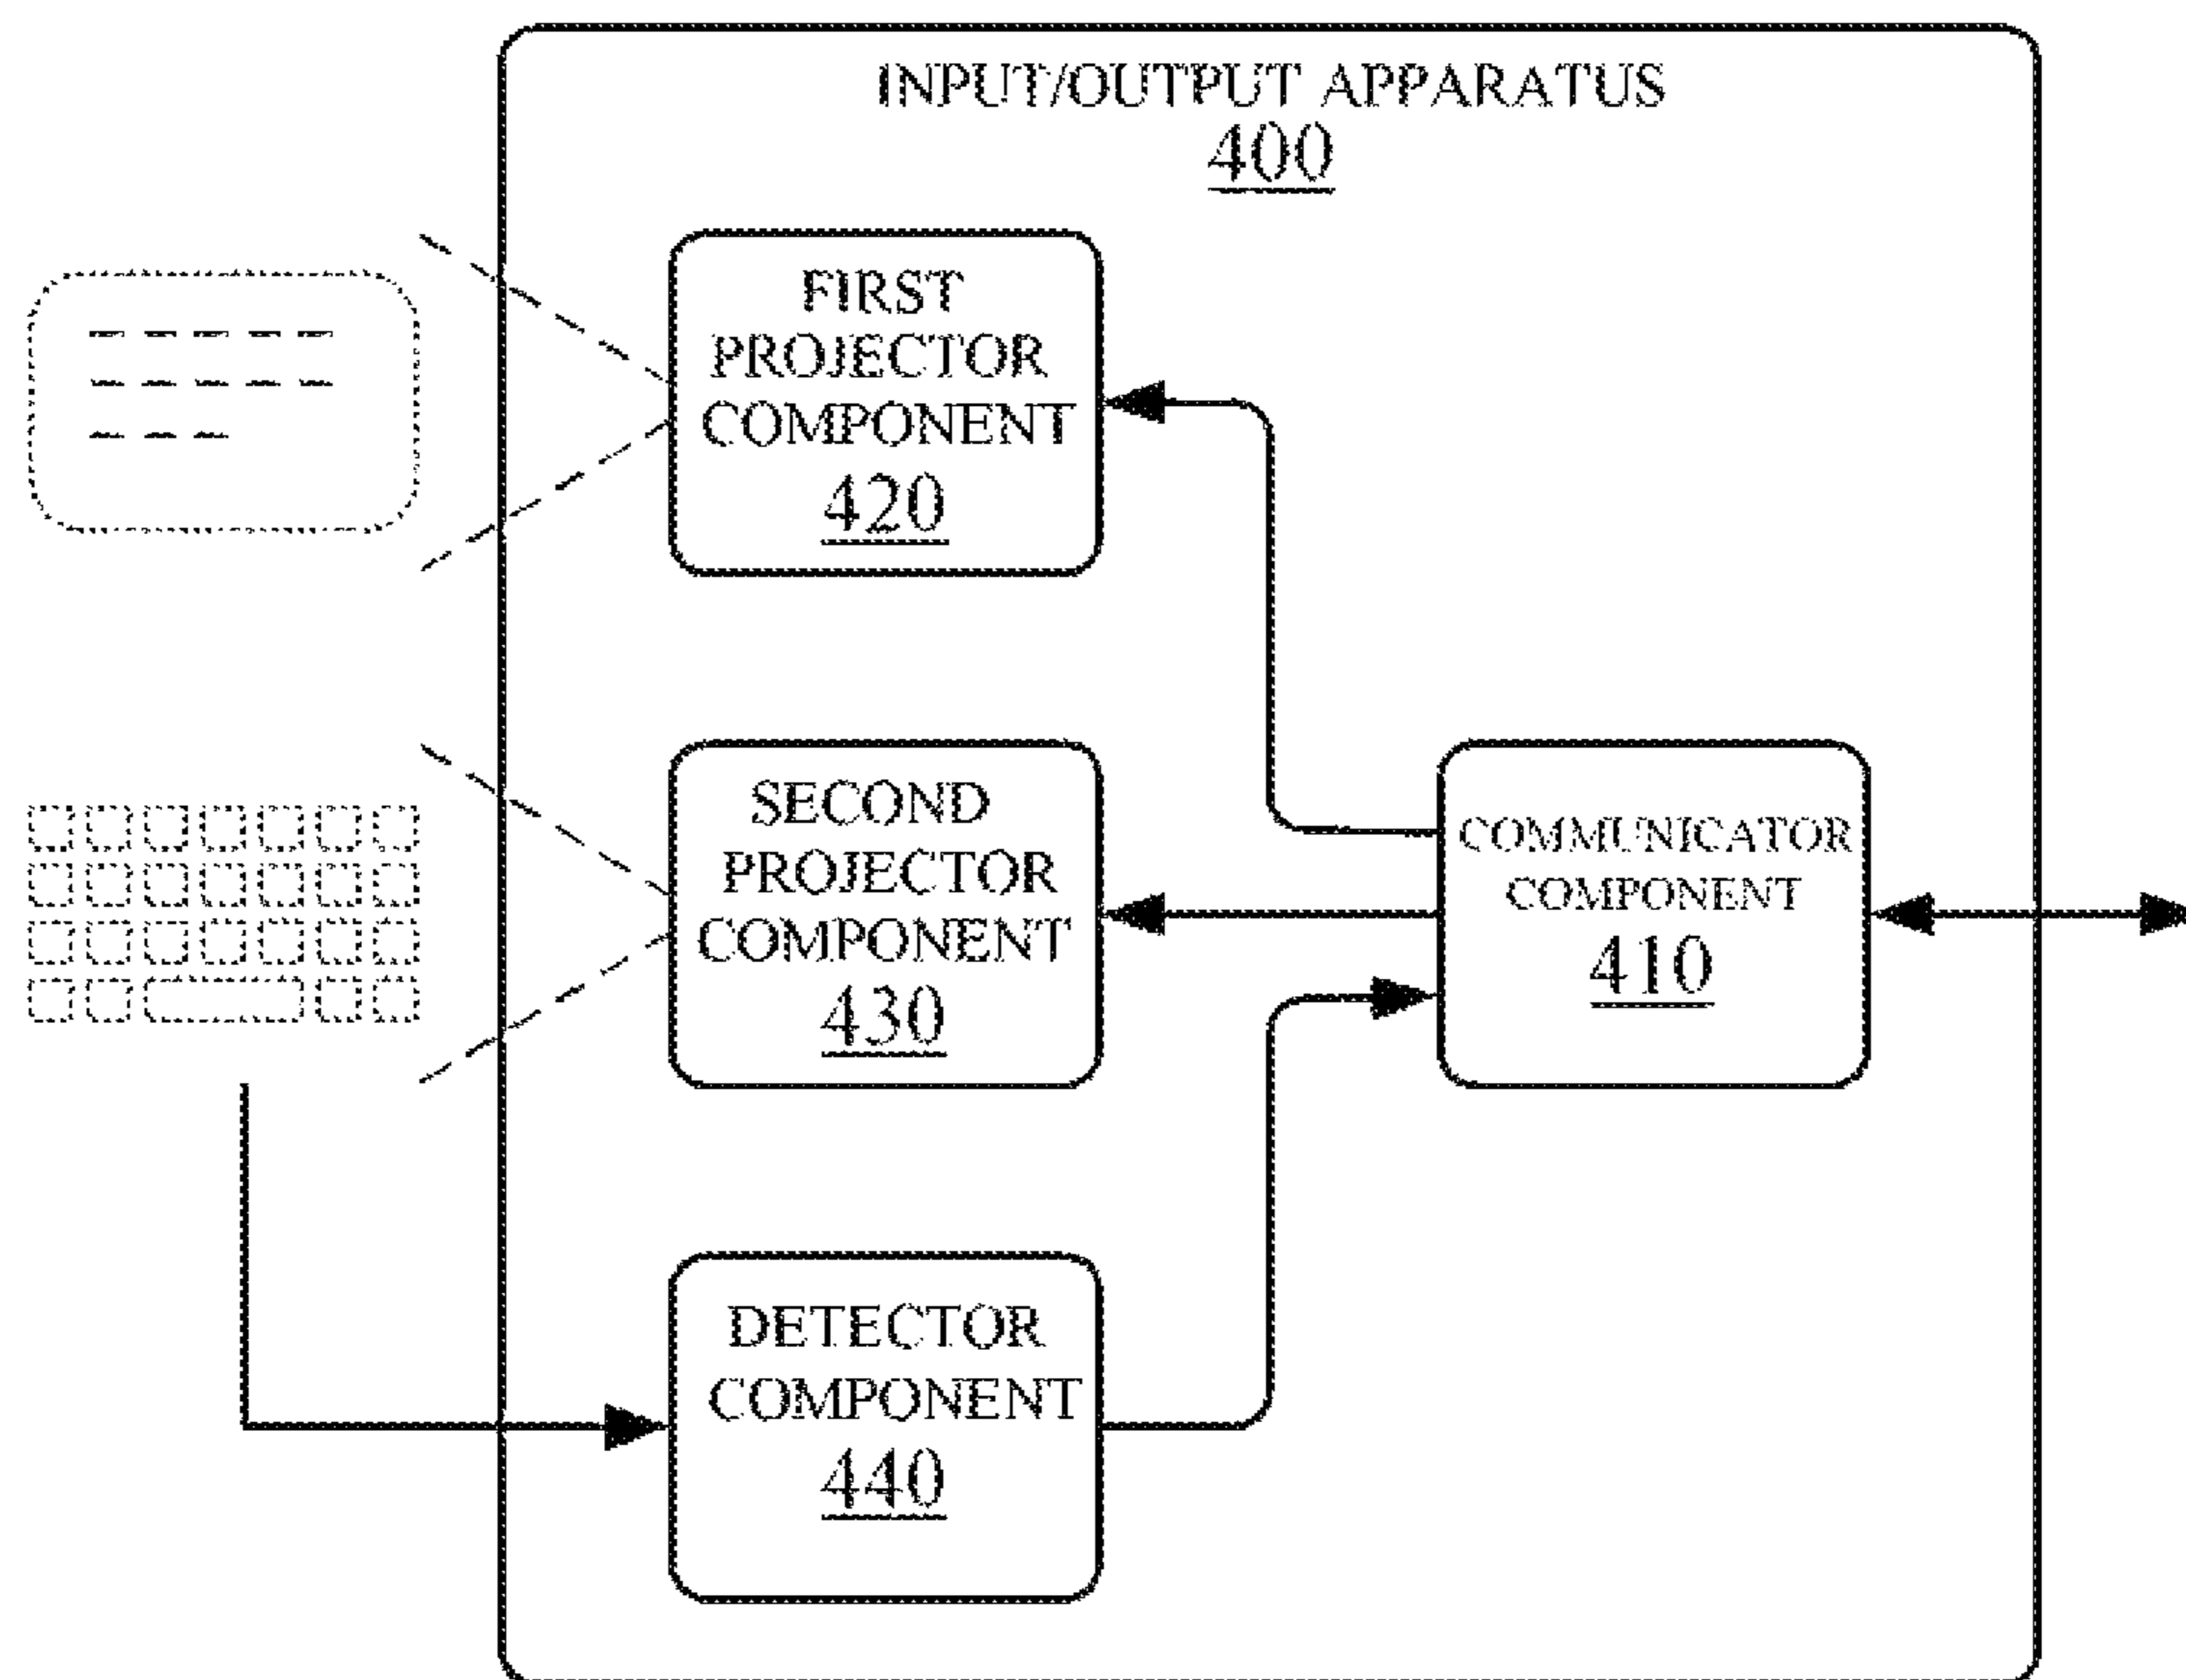 INPUT/OUTPUT APPARATUS
400
FIRST
PROJECTOR
COMPONENT
420
SECOND
PROJECTOR
COMPONENT
430
COMMUNICATOR
COMPONENT
410
DETECTOR
COMPONENT
440